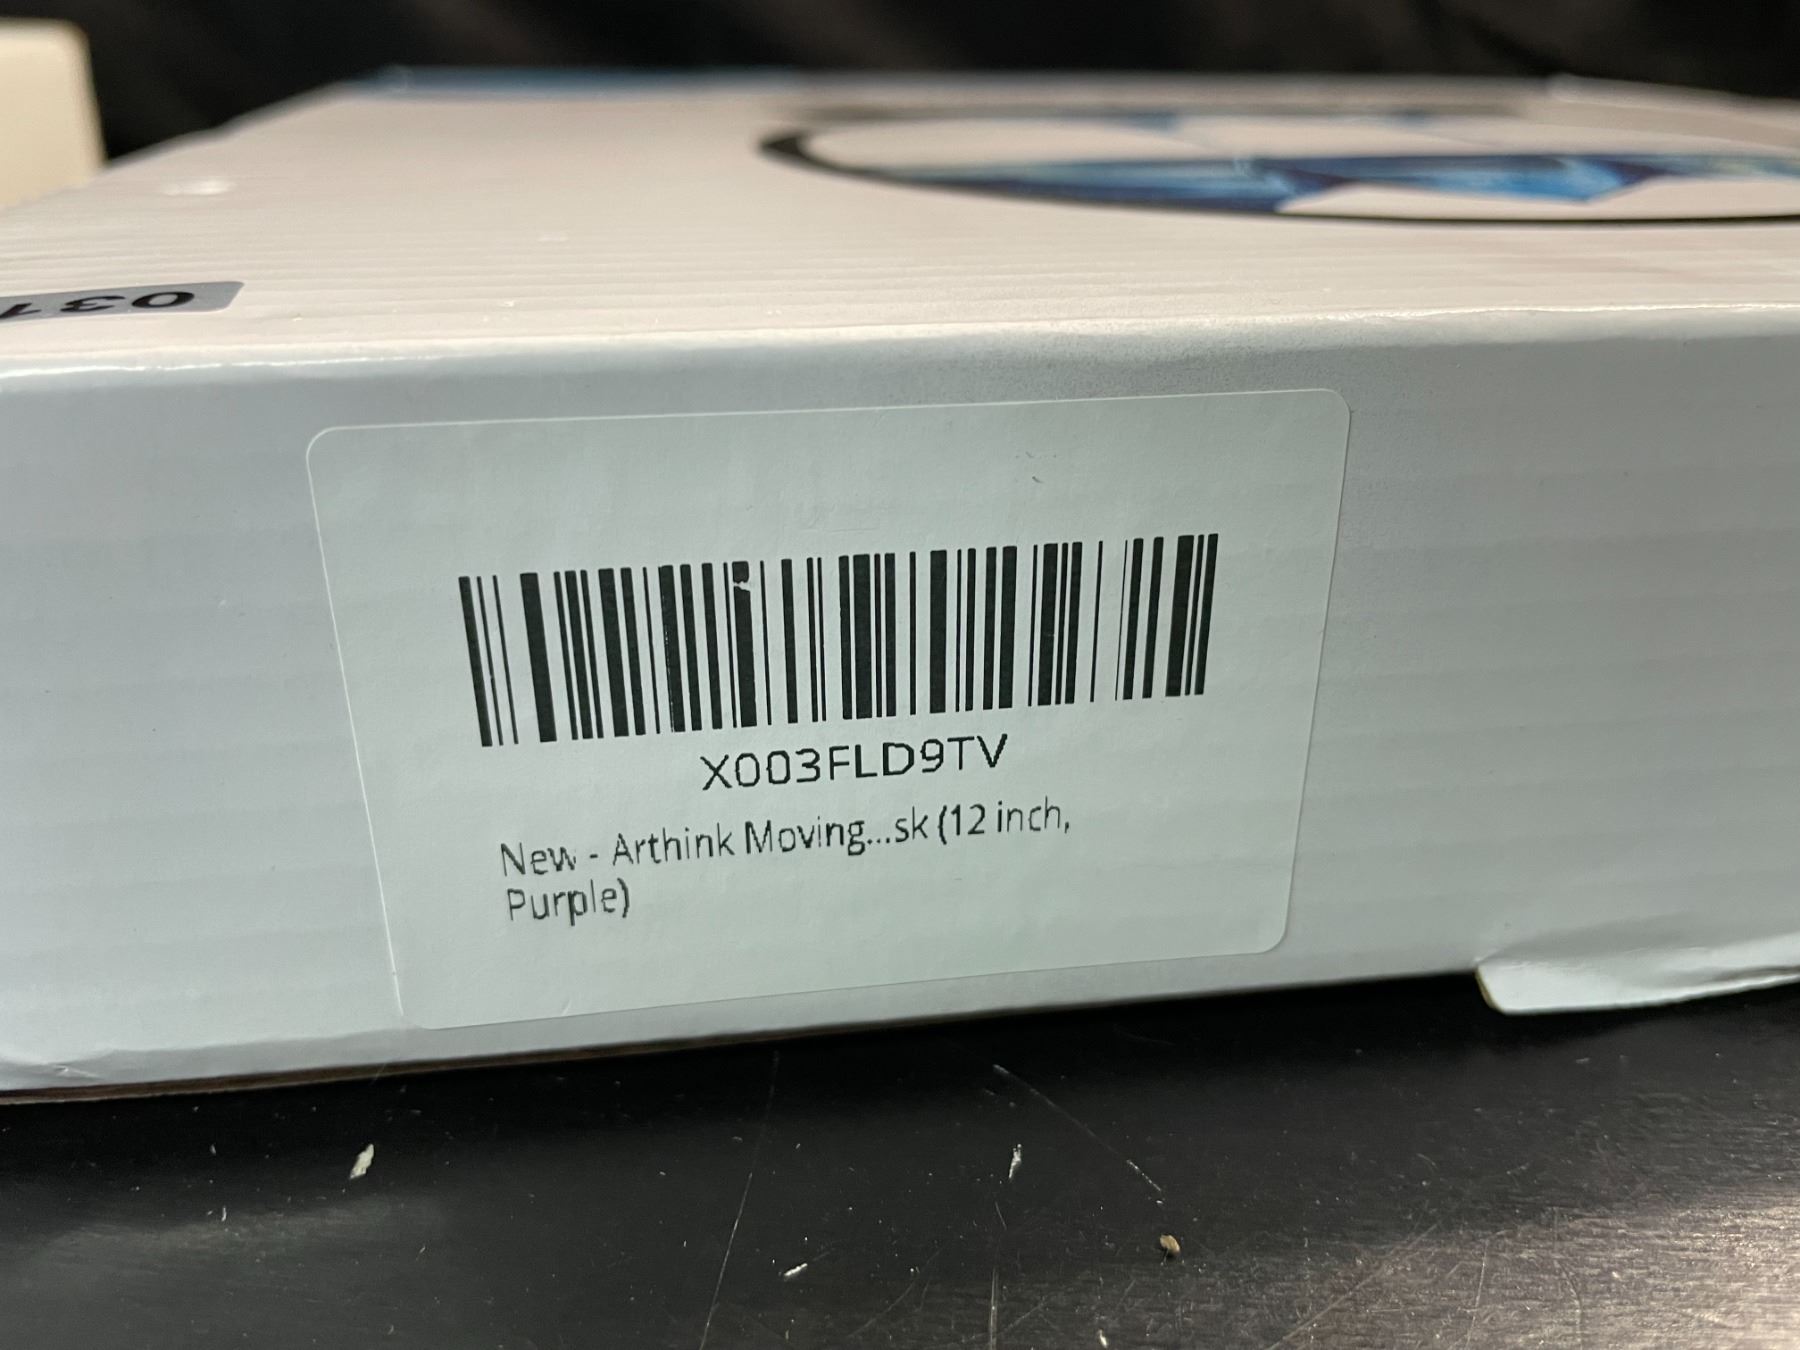 X003FLD9TV
New - Arthink Moving...sk (12 inch,
Purple)